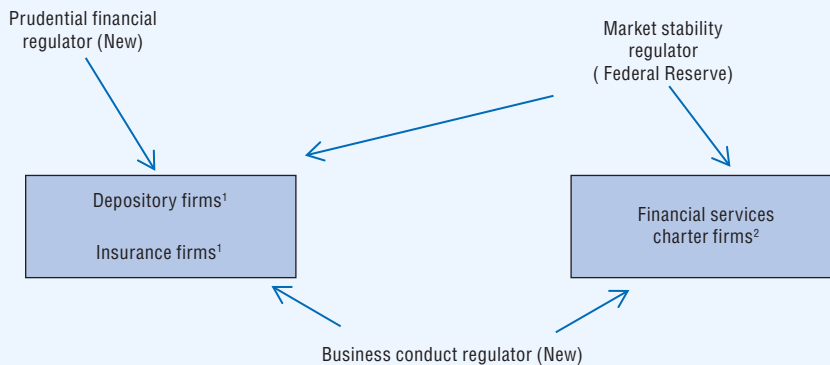 Prudential financial
regulator (New)
Market stability
regulator
( Federal Reserve)
Depository firms¹
Insurance firms¹
Financial services
charter firms²
Business conduct regulator (New)